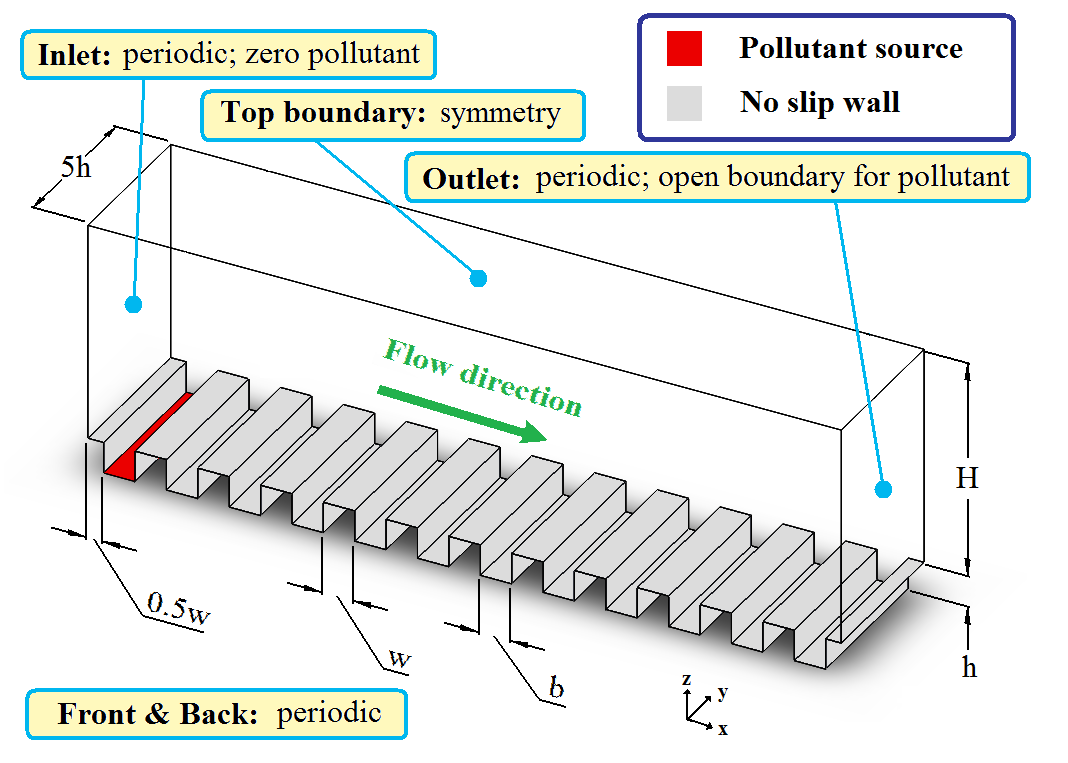 Inlet: periodic; zero pollutant
Pollutant source
No slip wall
Top boundary: symmetry
5h
Outlet: periodic; open boundary for pollutant
Flow direction
H
0.5w
w
b
h
z
y
x
Front & Back: periodic